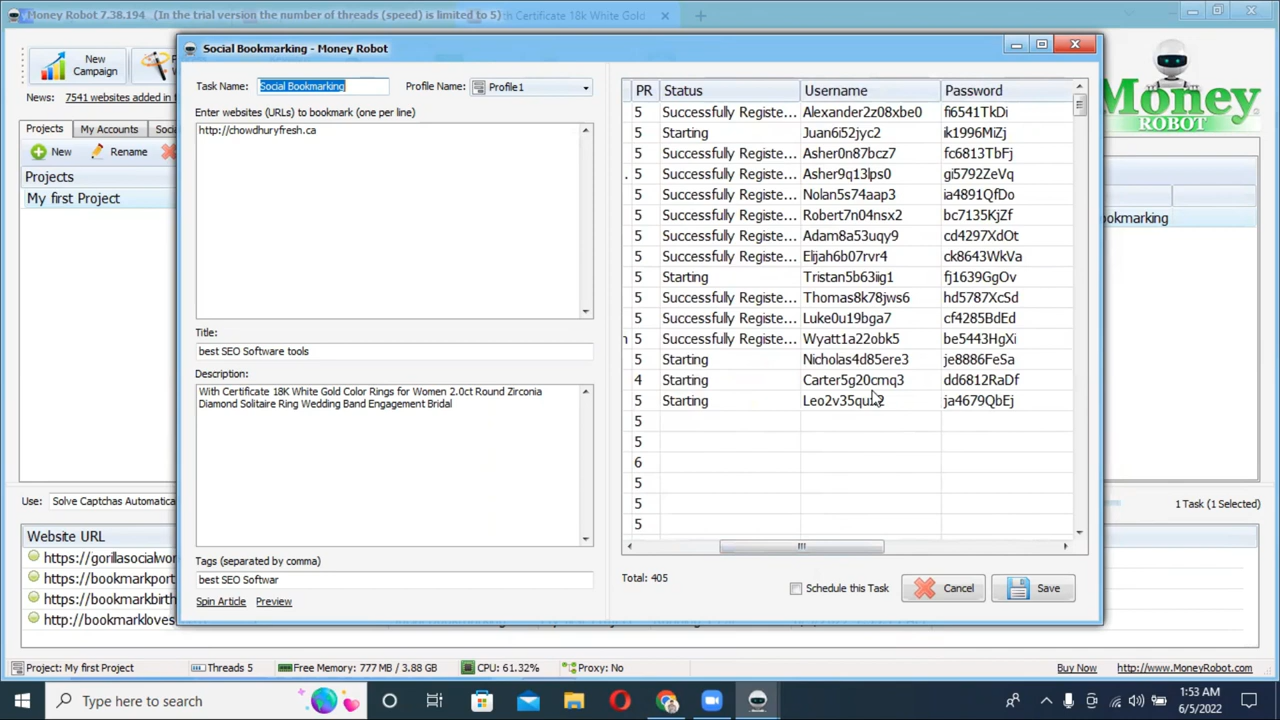 Money Robot 7.38.194 (In the trial version the number of threads (speed) is limited to 5)
th Certificate 18k White Gold
New Campaign
News: 7541 websites added in
Projects My Accounts
New Rename
Projects
My first Project
Money
ROBOT
ookmarking
Social Bookmarking - Money Robot
Task Name: Social Bookmarking Profile Name: Profile1
Enter websites (URLs) to bookmark (one per line)
http://chowdhuryfresh.ca
Title:
best SEO Software tools
Description:
With Certificate 18K White Gold Color Rings for Women 2.0ct Round Zirconia
Diamond Solitaire Ring Wedding Band Engagement Bridal
Tags (separated by comma)
best SEO Softwar
Spin Article Preview
PR Status Username Password
5 Successfully Registe... Alexander2z08xbe0 fi6541TkDi
5 Starting Juan6i52jyc2 ik1996MiZj
5 Successfully Registe... Asher0n87bcz7 fc6813TbFj
5 Successfully Registe... Asher9q13lps0 gi5792ZeVq
5 Successfully Registe... Nolan5s74aap3 ia4891QfDo
5 Successfully Registe... Robert7n04nsx2 bc7135KjZf
5 Successfully Registe... Adam8a53uqy9 cd4297XdOt
5 Successfully Registe... Elijah6b07rvr4 ck8643WkVa
5 Starting Tristan5b63iig1 fj1639GgOv
5 Successfully Registe... Thomas8k78jws6 hd5787XcSd
5 Successfully Registe... Luke0u19bga7 cf4285BdEd
5 Successfully Registe... Wyatt1a22obk5 be5443HgXi
5 Starting Nicholas4d85ere3 je8886FeSa
4 Starting Carter5g20cmq3 dd6812RaDf
5 Starting ja4679QbEj
5
5
6
5
5
5
Total: 405
Schedule this Task Cancel Save
Use: Solve Captchas Automatica
1 Task (1 Selected)
Website URL
https://gorillasocialwor
https://bookmarkport
https://bookmarkbirth
https://bookmarkloves
Project: My first Project Threads 5 Free Memory: 777 MB / 3.88 GB CPU: 61.32% Proxy: No Buy Now http://www.MoneyRobot.com
Type here to search
1:53 AM
6/5/2022